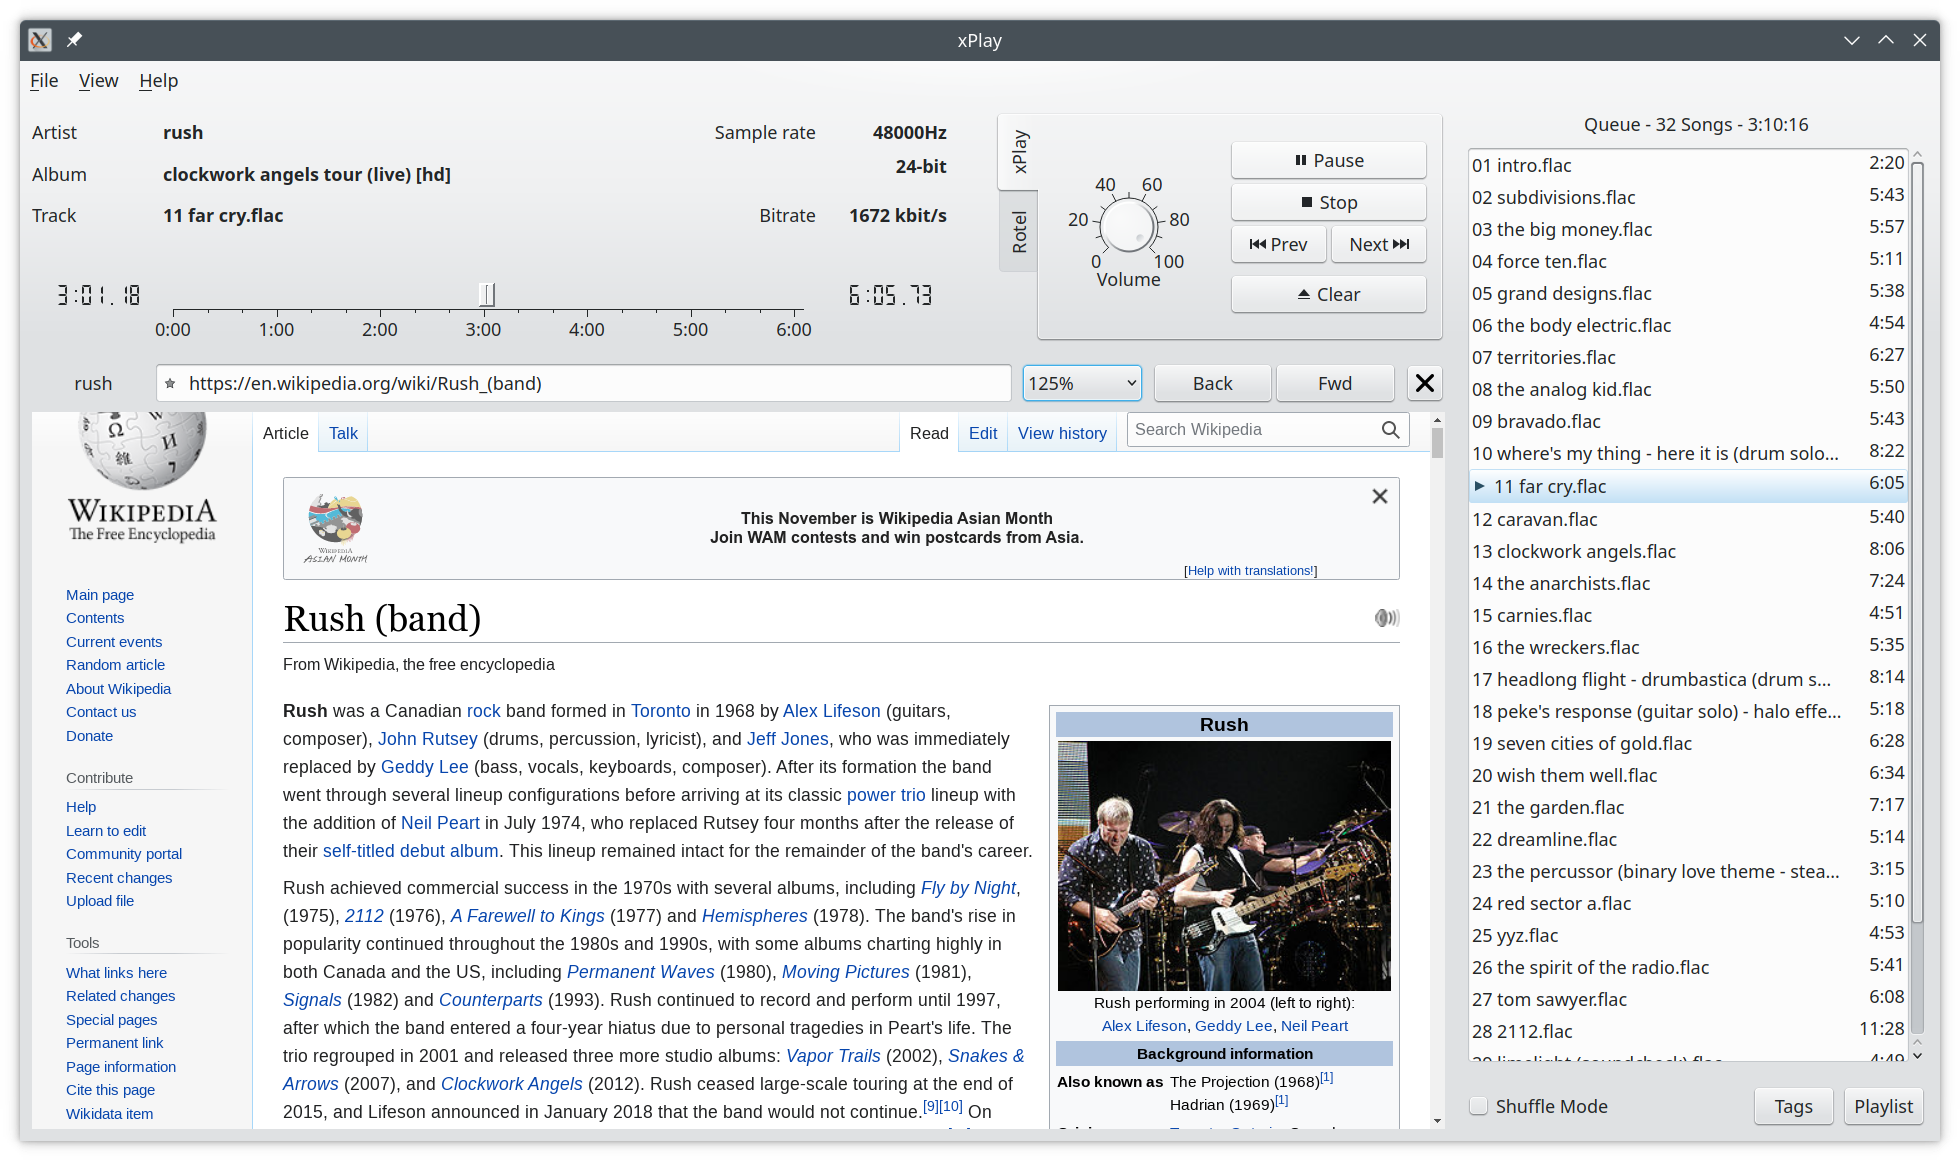 xPlay
File View Help
Artist rush
Album clockwork angels tour (live) [hd]
Track 11 far cry.flac
Sample rate 48000Hz
24-bit
Bitrate 1672 kbit/s
3:01.18
6:05.73
0:00 1:00 2:00 3:00 4:00 5:00 6:00
xPlay
Rotel
0 20 40 60 80 100
Volume
Pause
Stop
Prev Next
Clear
rush https://en.wikipedia.org/wiki/Rush_(band) 125% Back Fwd
WIKIPEDIA
The Free Encyclopedia
Main page
Contents
Current events
Random article
About Wikipedia
Contact us
Donate
Contribute
Help
Learn to edit
Community portal
Recent changes
Upload file
Tools
What links here
Related changes
Special pages
Permanent link
Page information
Cite this page
Wikidata item
Article Talk Read Edit View history Search Wikipedia
WIKIPEDIA
ASIAN MONTH
This November is Wikipedia Asian Month
Join WAM contests and win postcards from Asia.
[Help with translations!]
Rush (band)
From Wikipedia, the free encyclopedia
Rush was a Canadian rock band formed in Toronto in 1968 by Alex Lifeson (guitars,
composer), John Rutsey (drums, percussion, lyricist), and Jeff Jones, who was immediately
replaced by Geddy Lee (bass, vocals, keyboards, composer). After its formation the band
went through several lineup configurations before arriving at its classic power trio lineup with
the addition of Neil Peart in July 1974, who replaced Rutsey four months after the release of
their self-titled debut album. This lineup remained intact for the remainder of the band's career.
Rush achieved commercial success in the 1970s with several albums, including Fly by Night,
(1975), 2112 (1976), A Farewell to Kings (1977) and Hemispheres (1978). The band's rise in
popularity continued throughout the 1980s and 1990s, with some albums charting highly in
both Canada and the US, including Permanent Waves (1980), Moving Pictures (1981),
Signals (1982) and Counterparts (1993). Rush continued to record and perform until 1997,
after which the band entered a four-year hiatus due to personal tragedies in Peart's life. The
trio regrouped in 2001 and released three more studio albums: Vapor Trails (2002), Snakes &
Arrows (2007), and Clockwork Angels (2012). Rush ceased large-scale touring at the end of
2015, and Lifeson announced in January 2018 that the band would not continue.[9][10] On
Rush
Rush performing in 2004 (left to right):
Alex Lifeson, Geddy Lee, Neil Peart
Background information
Also known as The Projection (1968)[1]
Hadrian (1969)[1]
Queue - 32 Songs - 3:10:16
01 intro.flac 2:20
02 subdivisions.flac 5:43
03 the big money.flac 5:57
04 force ten.flac 5:11
05 grand designs.flac 5:38
06 the body electric.flac 4:54
07 territories.flac 6:27
08 the analog kid.flac 5:50
09 bravado.flac 5:43
10 where's my thing - here it is (drum solo... 8:22
11 far cry.flac 6:05
12 caravan.flac 5:40
13 clockwork angels.flac 8:06
14 the anarchists.flac 7:24
15 carnies.flac 4:51
16 the wreckers.flac 5:35
17 headlong flight - drumbastica (drum s... 8:14
18 peke's response (guitar solo) - halo effe... 5:18
19 seven cities of gold.flac 6:28
20 wish them well.flac 6:34
21 the garden.flac 7:17
22 dreamline.flac 5:14
23 the percussor (binary love theme - stea... 3:15
24 red sector a.flac 5:10
25 yyz.flac 4:53
26 the spirit of the radio.flac 5:41
27 tom sawyer.flac 6:08
28 2112.flac 11:28
29 limelight (soundcheck).flac 4:49
Shuffle Mode Tags Playlist